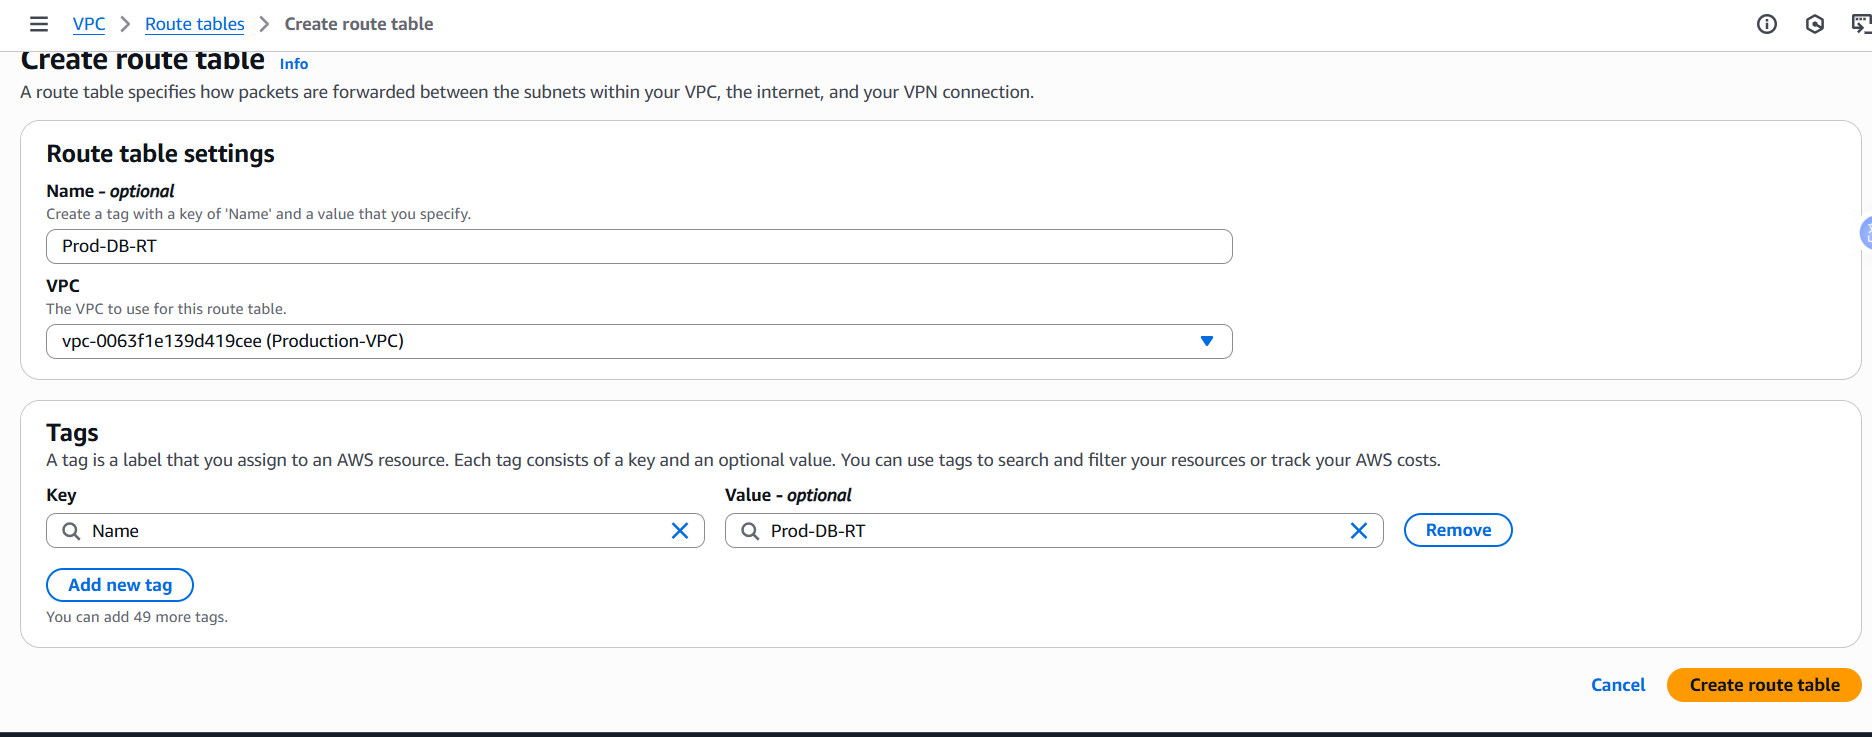 VPC > Route tables > Create route table
Create route table Info
A route table specifies how packets are forwarded between the subnets within your VPC, the internet, and your VPN connection.
Route table settings
Name - optional
Create a tag with a key of 'Name' and a value that you specify.
Prod-DB-RT
VPC
The VPC to use for this route table.
vpc-0063f1e139d419cee (Production-VPC)
Tags
A tag is a label that you assign to an AWS resource. Each tag consists of a key and an optional value. You can use tags to search and filter your resources or track your AWS costs.
Key Value - optional
Name Prod-DB-RT Remove
Add new tag
You can add 49 more tags.
Cancel Create route table